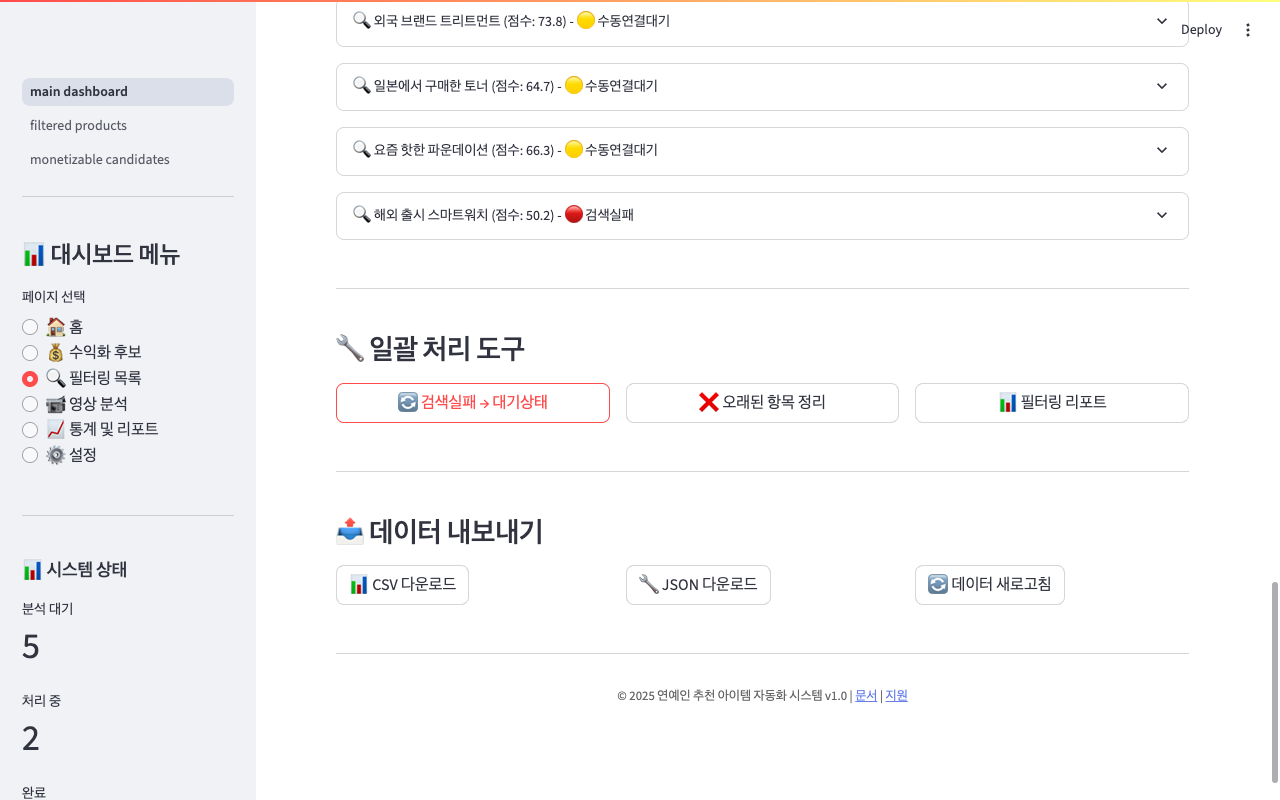 main dashboard
filtered products
monetizable candidates
📊 대시보드 메뉴
페이지 선택
🏠 홈
💰 수익화 후보
🔍 필터링 목록
📹 영상 분석
📈 통계 및 리포트
⚙️ 설정
📊 시스템 상태
분석 대기
5
처리 중
2
완료
Deploy
🔍 외국 브랜드 트리트먼트 (점수: 73.8) - 🟡 수동연결대기
🔍 일본에서 구매한 토너 (점수: 64.7) - 🟡 수동연결대기
🔍 요즘 핫한 파운데이션 (점수: 66.3) - 🟡 수동연결대기
🔍 해외 출시 스마트워치 (점수: 50.2) - 🔴 검색실패
🔧 일괄 처리 도구
🔄 검색실패 → 대기상태
❌ 오래된 항목 정리
📊 필터링 리포트
📤 데이터 내보내기
📊 CSV 다운로드
🔧 JSON 다운로드
🔄 데이터 새로고침
© 2025 연예인 추천 아이템 자동화 시스템 v1.0 | 문서 | 지원